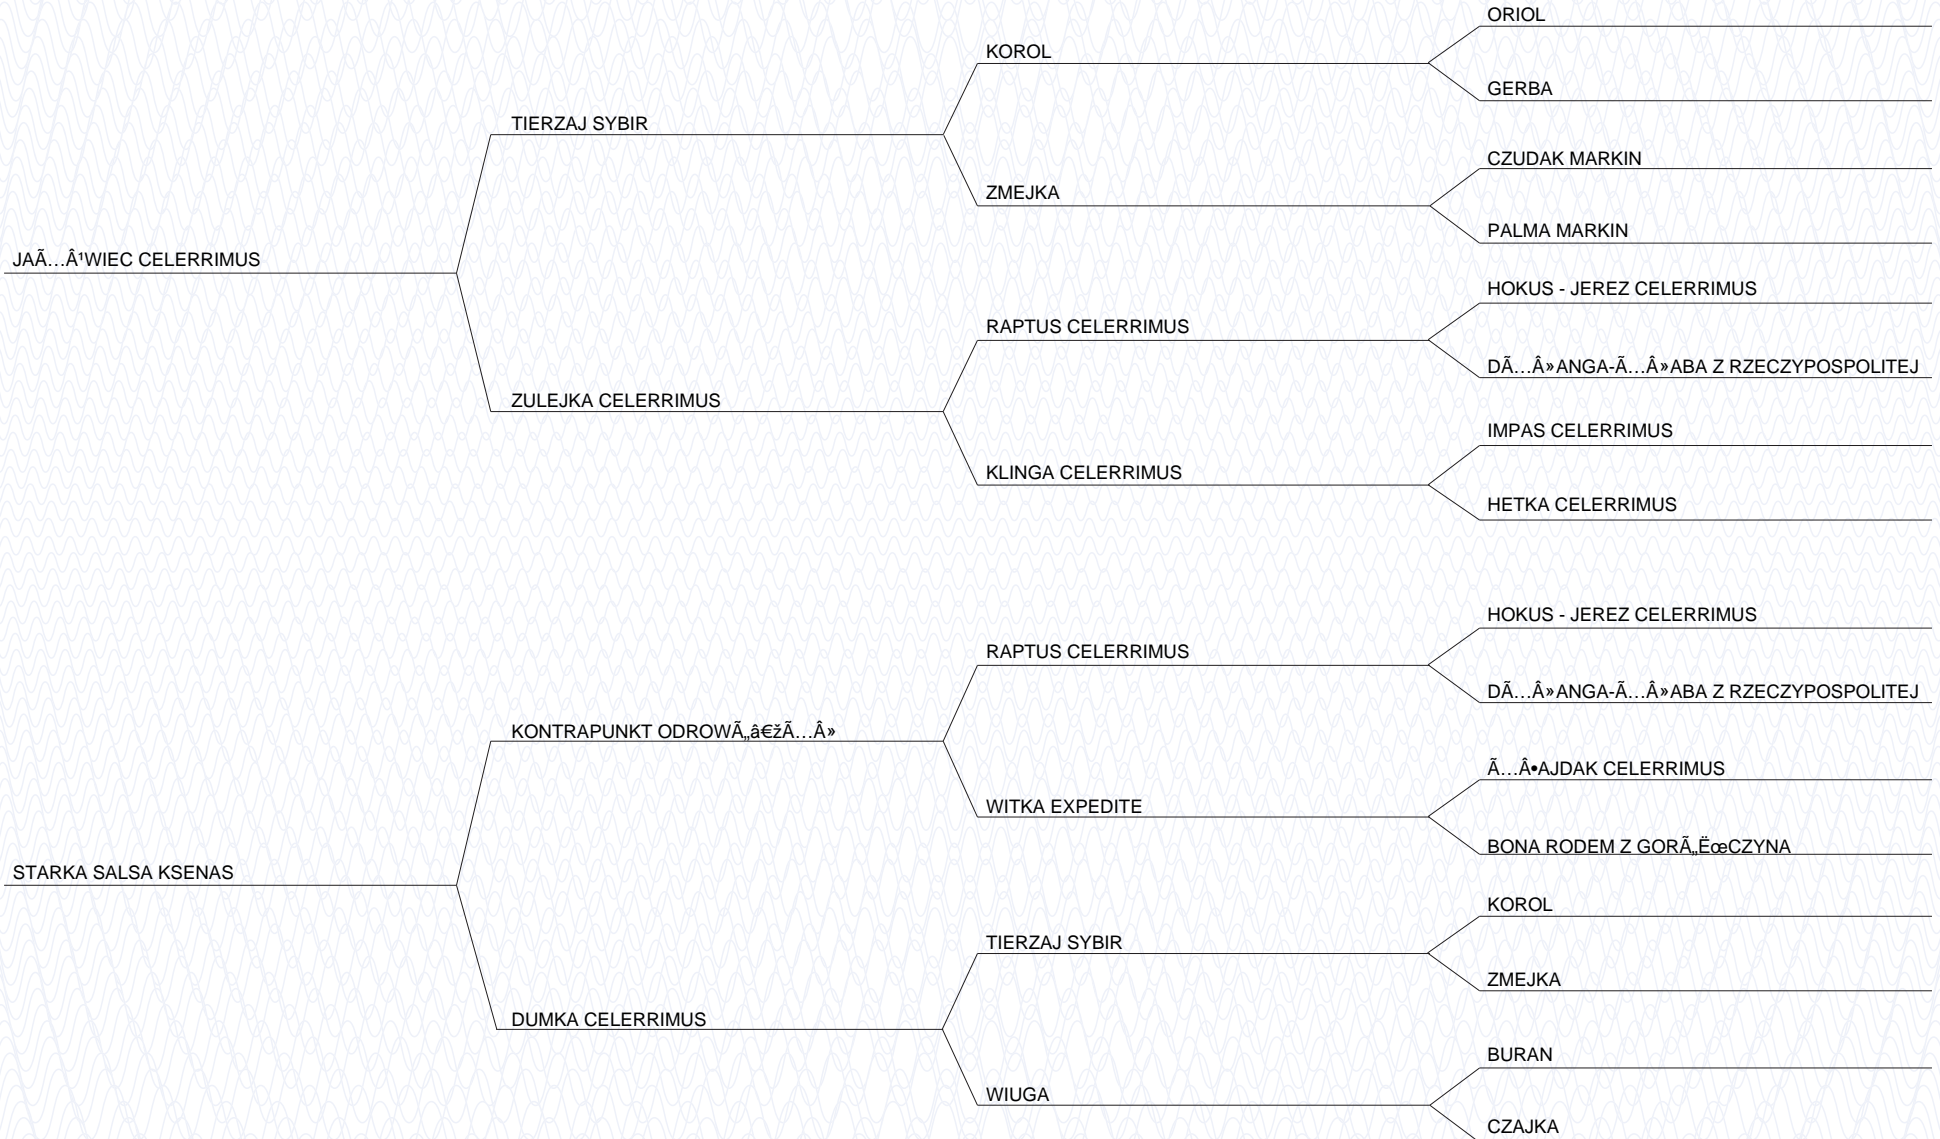 ORIOL
KOROL
GERBA
TIERZAJ SYBIR
CZUDAK MARKIN
ZMEJKA
PALMA MARKIN
JAÃ…Â¹WIEC CELERRIMUS
HOKUS - JEREZ CELERRIMUS
RAPTUS CELERRIMUS
DÃ…Â»ANGA-Ã…Â»ABA Z RZECZYPOSPOLITEJ
ZULEJKA CELERRIMUS
IMPAS CELERRIMUS
KLINGA CELERRIMUS
HETKA CELERRIMUS
HOKUS - JEREZ CELERRIMUS
RAPTUS CELERRIMUS
DÃ…Â»ANGA-Ã…Â»ABA Z RZECZYPOSPOLITEJ
KONTRAPUNKT ODROWÃ„â€žÃ…Â»
Ã…Â•AJDAK CELERRIMUS
WITKA EXPEDITE
BONA RODEM Z GORÃ„ËœCZYNA
STARKA SALSA KSENAS
KOROL
TIERZAJ SYBIR
ZMEJKA
DUMKA CELERRIMUS
BURAN
WIUGA
CZAJKA